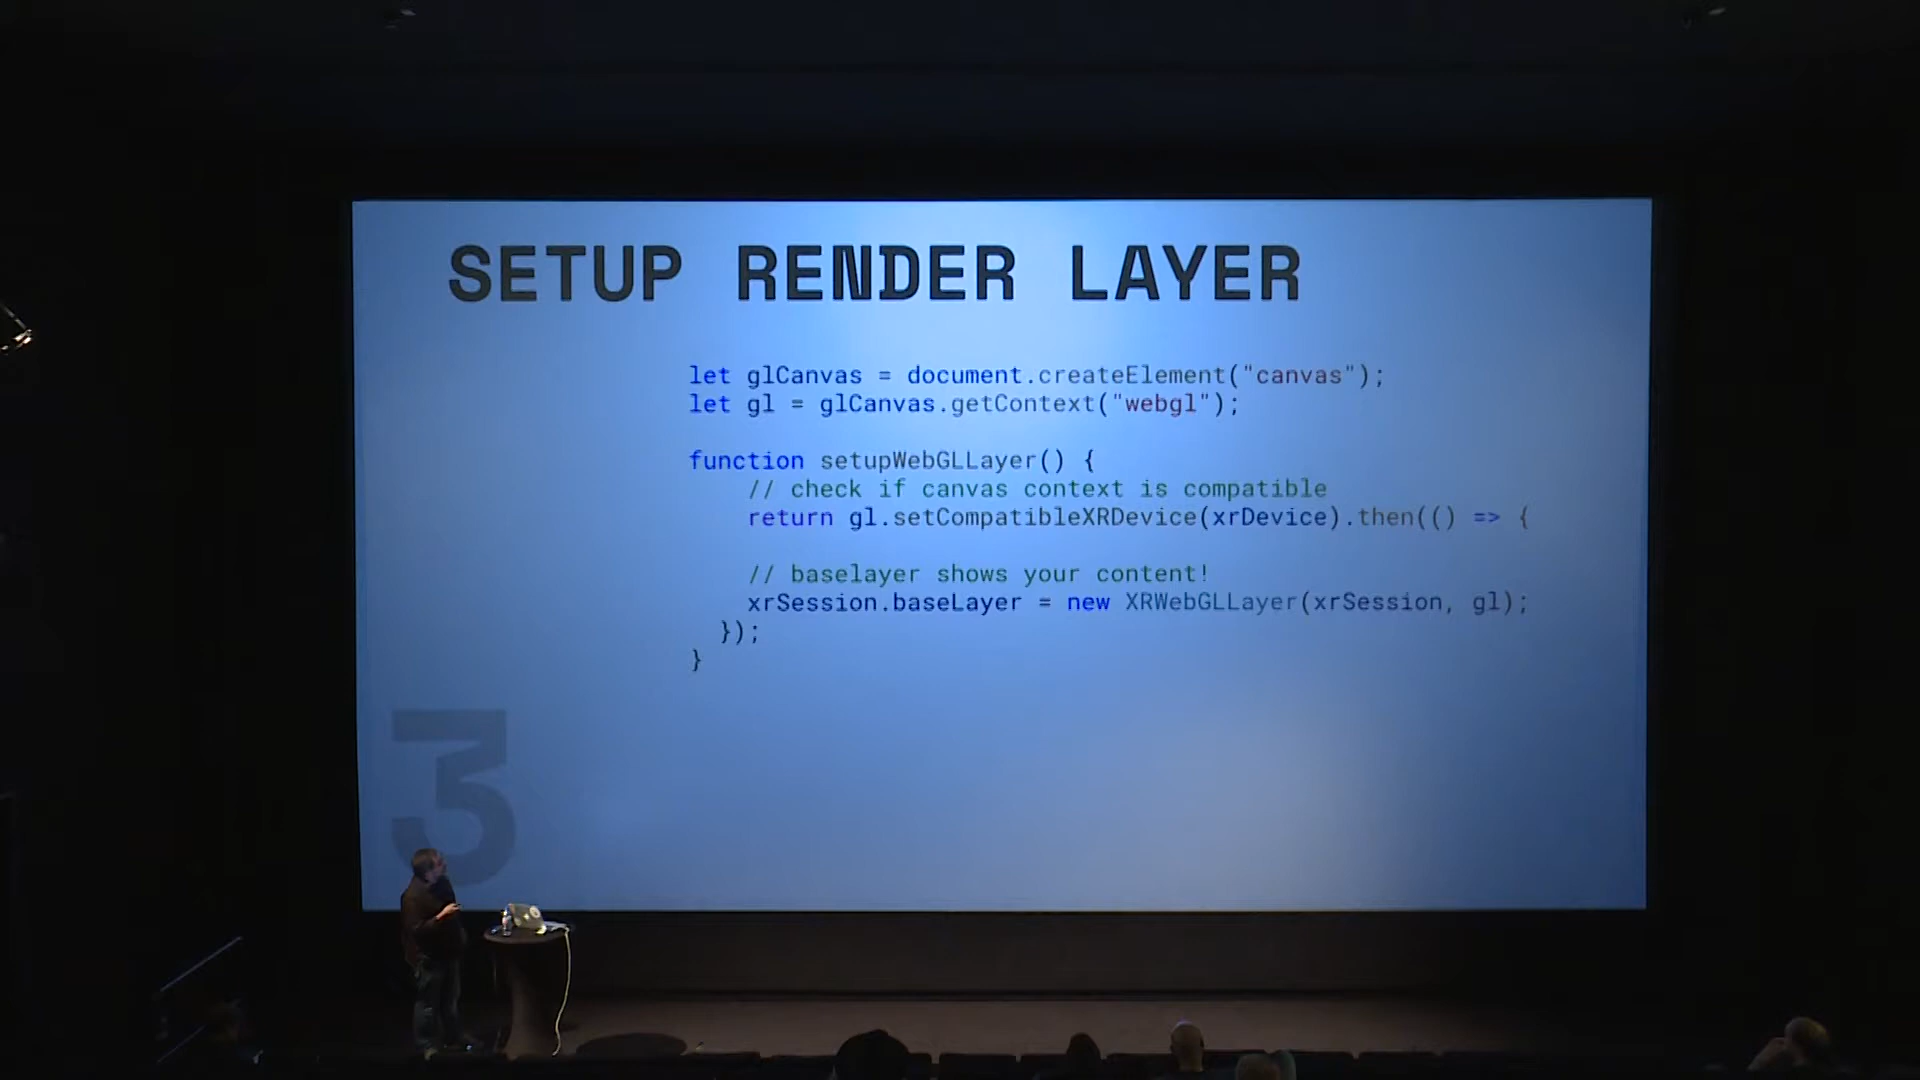 SETUP RENDER LAYER
let glCanvas = document.createElement("canvas");
let gl = glCanvas.getContext("webgl");
function setupWebGLLayer() {
// check if canvas context is compatible
return gl.setCompatibleXRDevice(xrDevice).then(() => {
// baselayer shows your content!
xrSession.baseLayer = new XRWebGLLayer(xrSession, gl);
});
}
3